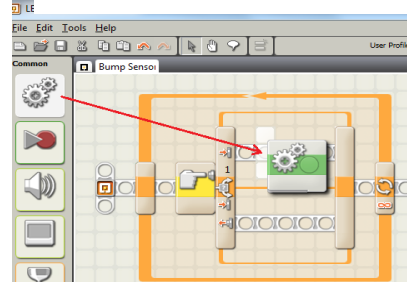 LE
File Edit Tools Help
User Profil
Common
Bump Sensor
1